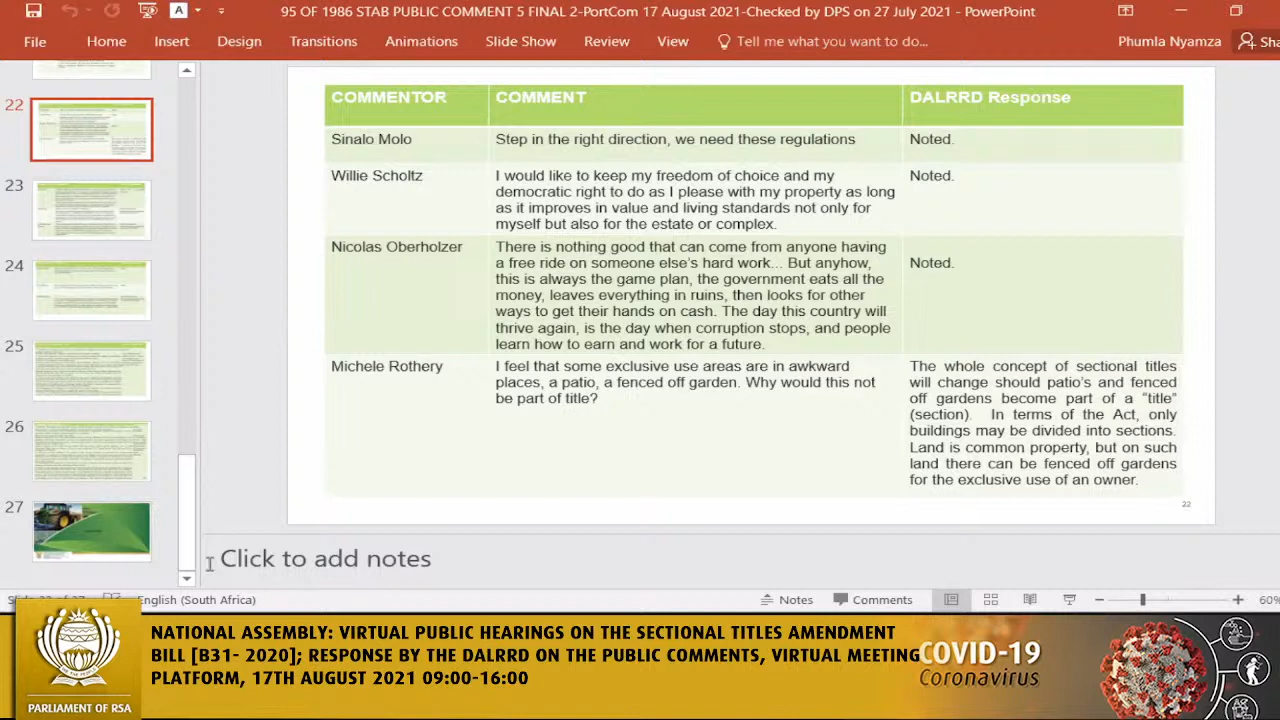 95 OF 1986 STAB PUBLIC COMMENT 5 FINAL 2-PortCom 17 August 2021-Checked by DPS on 27 July 2021 - PowerPoint
File Home Insert Design Transitions Animations Slide Show Review View Tell me what you want to do... Phumla Nyamza Sha
22
23
24
25
26
27
COMMENTOR COMMENT DALRRD Response
Sinalo Molo Step in the right direction, we need these regulations Noted.
Willie Scholtz I would like to keep my freedom of choice and my Noted.
democratic right to do as I please with my property as long
as it improves in value and living standards not only for
myself but also for the estate or complex.
Nicolas Oberholzer There is nothing good that can come from anyone having
a free ride on someone else's hard work... But anyhow, Noted.
this is always the game plan, the government eats all the
money, leaves everything in ruins, then looks for other
ways to get their hands on cash. The day this country will
thrive again, is the day when corruption stops, and people
learn how to earn and work for a future.
Michele Rothery I feel that some exclusive use areas are in awkward The whole concept of sectional titles
places, a patio, a fenced off garden. Why would this not will change should patio's and fenced
be part of title? off gardens become part of a "title"
(section). In terms of the Act, only
buildings may be divided into sections.
Land is common property, but on such
land there can be fenced off gardens
for the exclusive use of an owner.
22
Click to add notes
English (South Africa) Notes Comments 60%
NATIONAL ASSEMBLY: VIRTUAL PUBLIC HEARINGS ON THE SECTIONAL TITLES AMENDMENT
BILL [B31- 2020]; RESPONSE BY THE DALRRD ON THE PUBLIC COMMENTS, VIRTUAL MEETING
PLATFORM, 17TH AUGUST 2021 09:00-16:00
PARLIAMENT OF RSA
COVID-19
Coronavirus